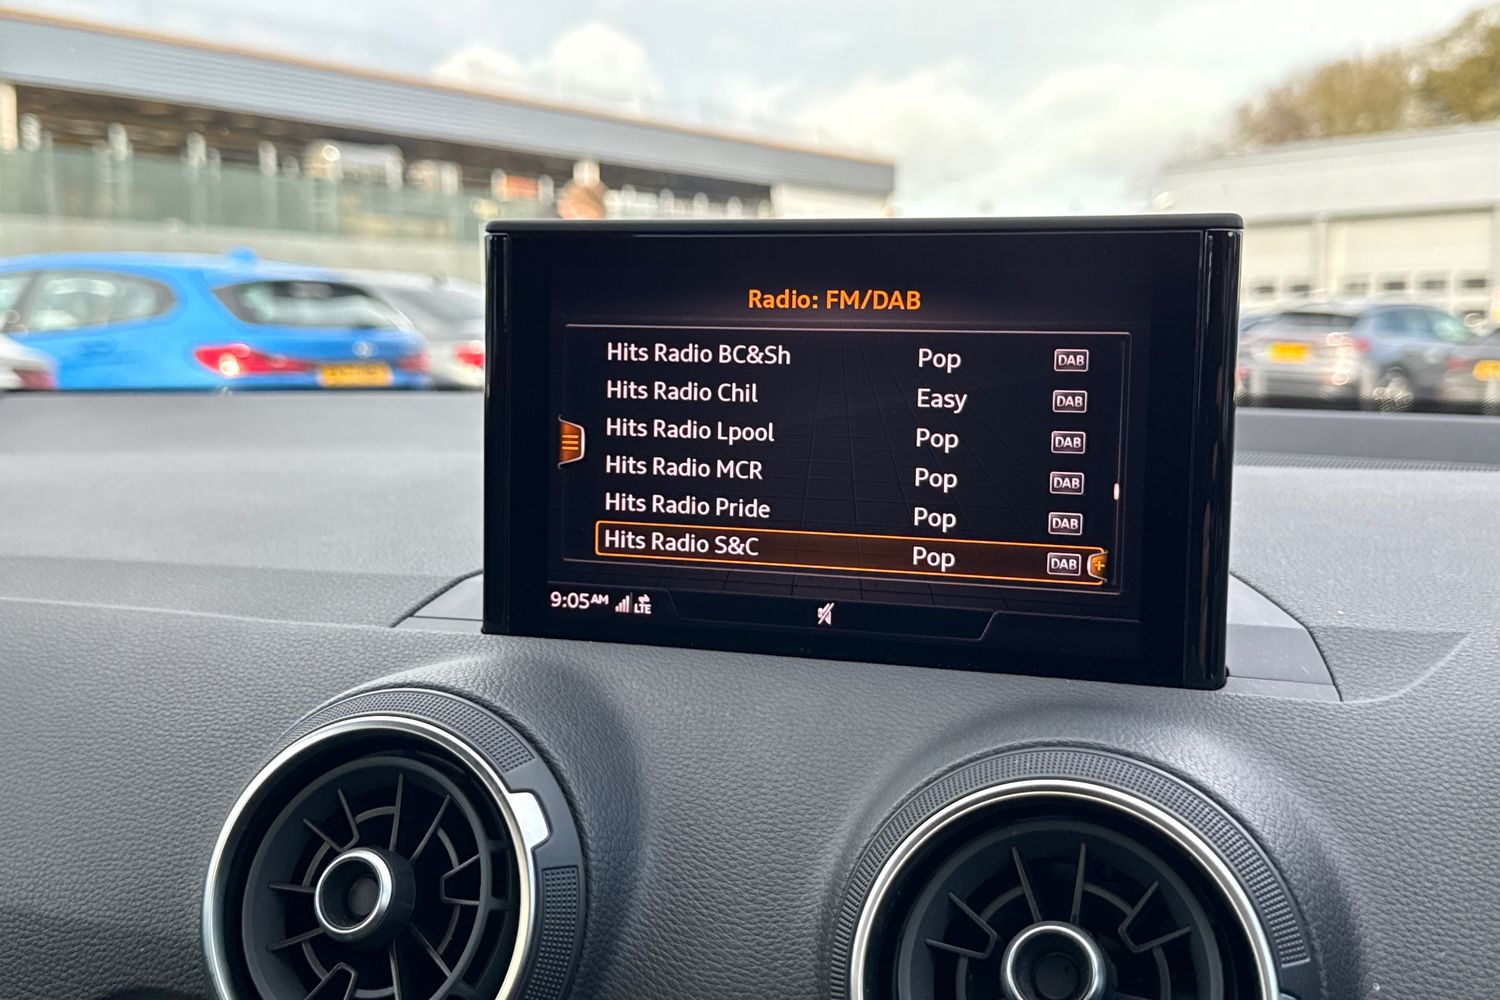 Radio: FM/DAB
Hits Radio BC&Sh Pop DAB
Hits Radio Chil Easy DAB
Hits Radio Lpool Pop DAB
Hits Radio MCR Pop DAB
Hits Radio Pride Pop DAB
Hits Radio S&C Pop DAB +
9:05AM LTE